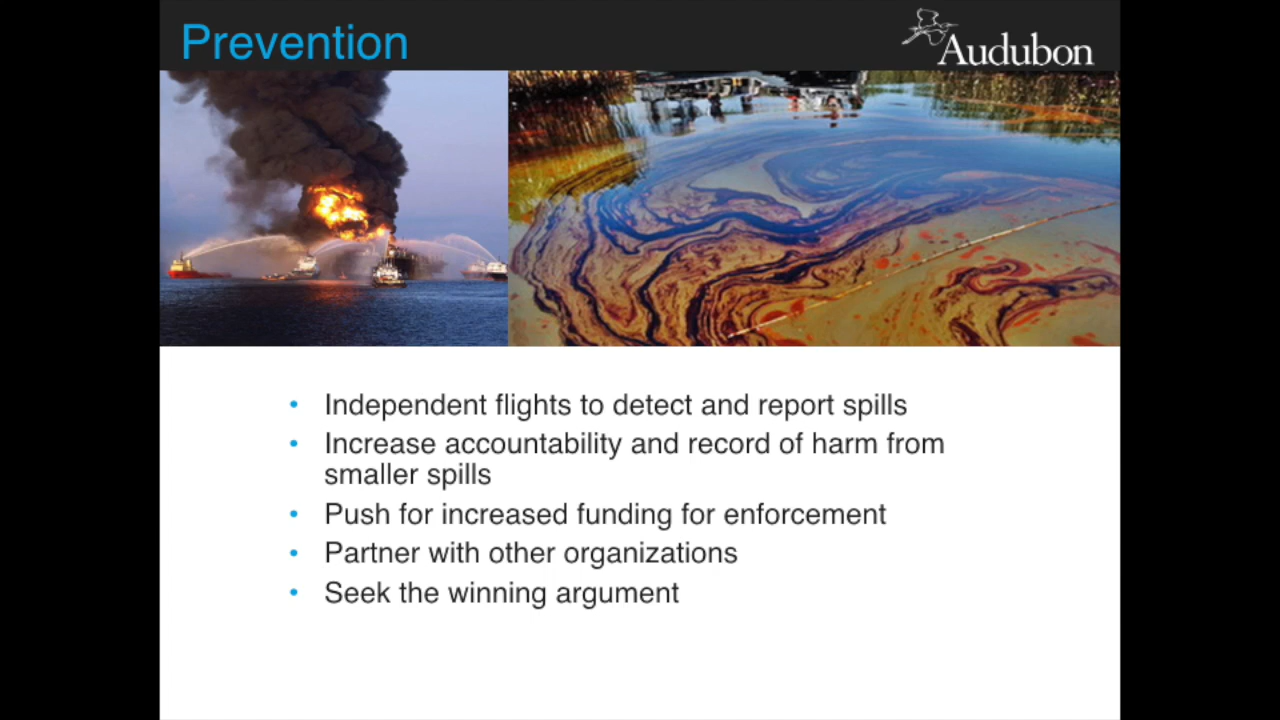 Prevention
Audubon
• Independent flights to detect and report spills
• Increase accountability and record of harm from
smaller spills
• Push for increased funding for enforcement
• Partner with other organizations
• Seek the winning argument